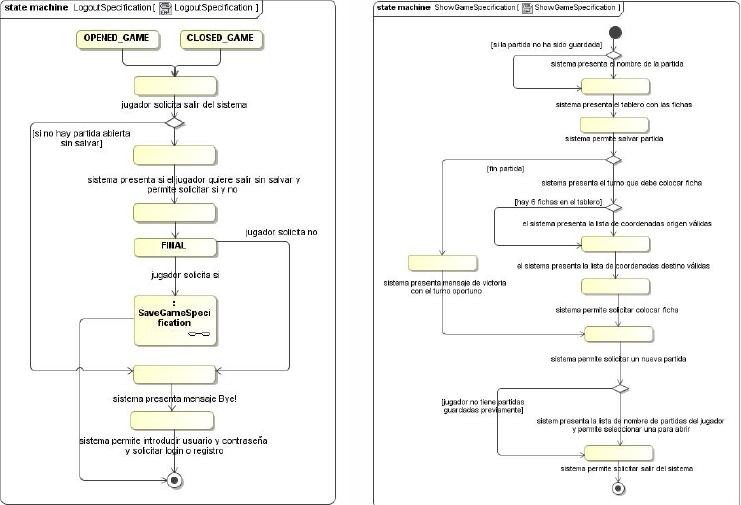 state machine LogoutSpecification [ LogoutSpecification ]
OPENED_GAME
CLOSED_GAME
jugador solicita salir del sistema
[si no hay partida abierta
sin salvar]
sistema presenta si el jugador quiere salir sin salvar y
permite solicitar si y no
jugador solicita no
FINAL
jugador solicita si
:
SaveGameSpeci
fication
sistema presenta mensaje Bye!
sistema permite introducir usuario y contraseña
y solicitar login o registro
state machine ShowGameSpecification [ ShowGameSpecification ]
[si la partida no ha sido guardada]
sistema presenta el nombre de la partida
sistema presenta el tablero con las fichas
sistema permite salvar partida
[fin partida]
sistema presenta el turno que debe colocar ficha
[hay 6 fichas en el tablero]
el sistema presenta la lista de coordenadas origen válidas
el sistema presenta la lista de coordenadas destino válidas
sistema presenta mensaje de victoria
con el turno oportuno
sistema permite solicitar colocar ficha
sistema permite solicitar un nueva partida
[jugador no tiene partidas
guardadas previamente]
sistem presenta la lista de nombre de partidas del jugador
y permite seleccionar una para abrir
sistema permite solicitar salir del sistema